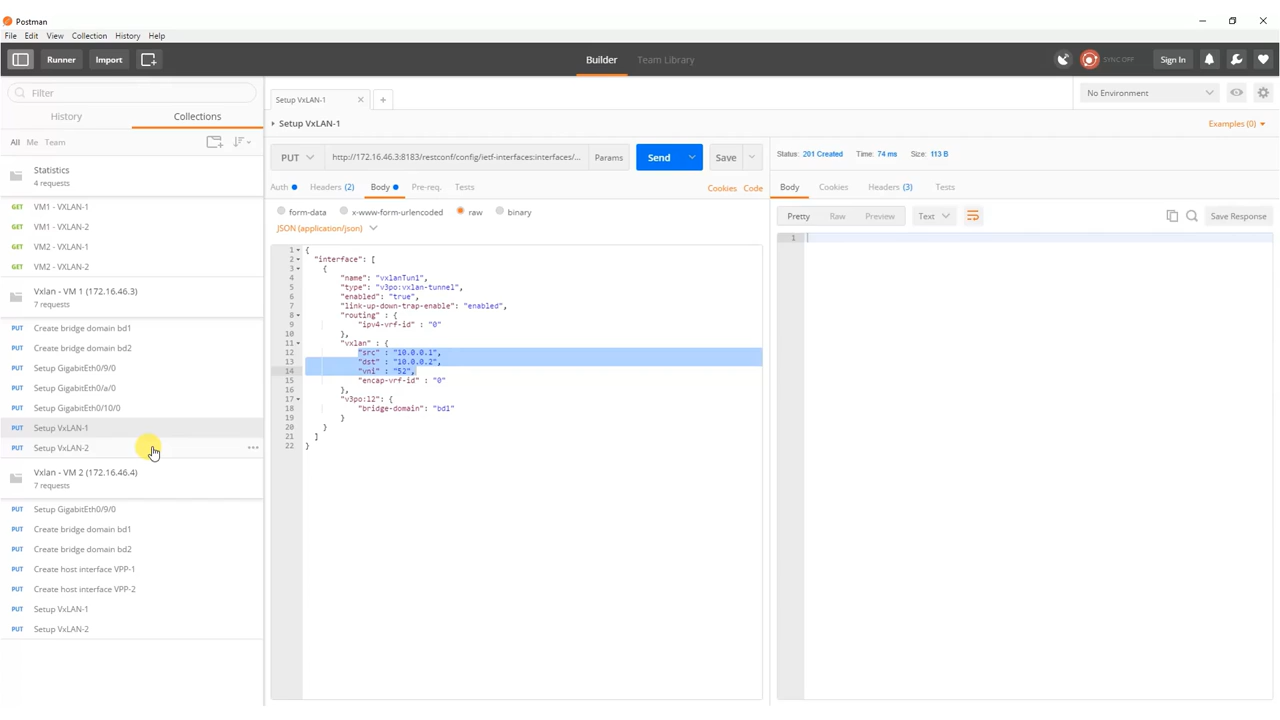 Postman
File Edit View Collection History Help
Runner Import Builder Team Library SYNC OFF Sign In
Filter
History Collections
All Me Team
Statistics
4 requests
GET VM1 - VXLAN-1
GET VM1 - VXLAN-2
GET VM2 - VXLAN-1
GET VM2 - VXLAN-2
Vxlan - VM 1 (172.16.46.3)
7 requests
PUT Create bridge domain bd1
PUT Create bridge domain bd2
PUT Setup GigabitEth0/9/0
PUT Setup GigabitEth0/a/0
PUT Setup GigabitEth0/10/0
PUT Setup VxLAN-1
PUT Setup VxLAN-2
Vxlan - VM 2 (172.16.46.4)
7 requests
PUT Setup GigabitEth0/9/0
PUT Create bridge domain bd1
PUT Create bridge domain bd2
PUT Create host interface VPP-1
PUT Create host interface VPP-2
PUT Setup VxLAN-1
PUT Setup VxLAN-2
Setup VxLAN-1
No Environment
Setup VxLAN-1
Examples (0)
PUT http://172.16.46.3:8183/restconf/config/ietf-interfaces:interfaces/... Params Send Save
Auth Headers (2) Body Pre-req. Tests Cookies Code
form-data x-www-form-urlencoded raw binary
JSON (application/json)
1 {
2 "interface": [
3 {
4 "name": "vxlanTun1",
5 "type": "v3po:vxlan-tunnel",
6 "enabled": "true",
7 "link-up-down-trap-enable": "enabled",
8 "routing" : {
9 "ipv4-vrf-id" : "0"
10 },
11 "vxlan" : {
12 "src" : "10.0.0.1",
13 "dst" : "10.0.0.2",
14 "vni" : "52",
15 "encap-vrf-id" : "0"
16 },
17 "v3po:l2": {
18 "bridge-domain": "bd1"
19 }
20 }
21 ]
22 }
Status: 201 Created Time: 74 ms Size: 113 B
Body Cookies Headers (3) Tests
Pretty Raw Preview Text Save Response
1